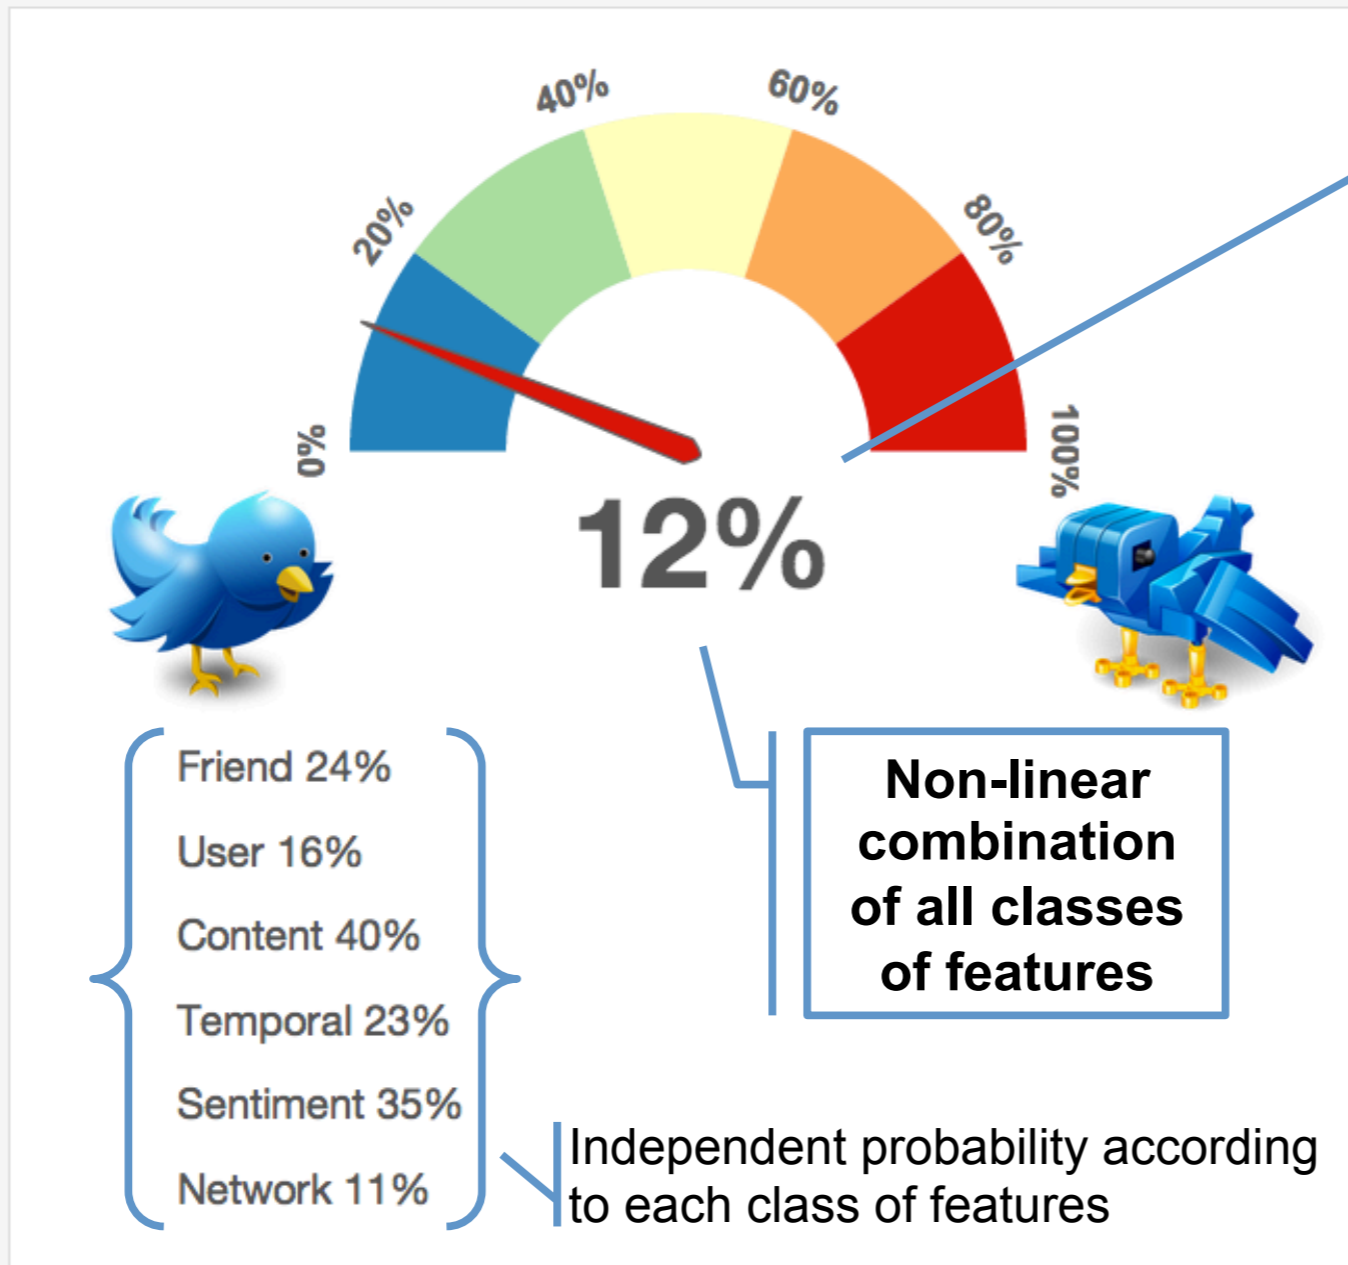 0%
20%
40%
60%
80%
100%
12%
Friend 24%
User 16%
Content 40%
Temporal 23%
Sentiment 35%
Network 11%
Non-linear
combination
of all classes
of features
Independent probability according
to each class of features